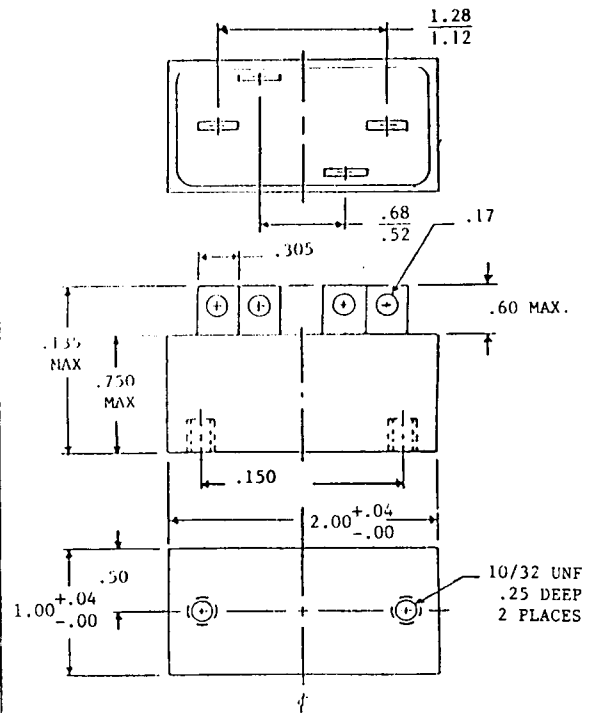 1.28
1.12
.68
.52
.17
.305
.60 MAX.
.135
MAX
.750
MAX
.150
2.00+.04
-.00
.50
1.00+.04
-.00
10/32 UNF
.25 DEEP
2 PLACES